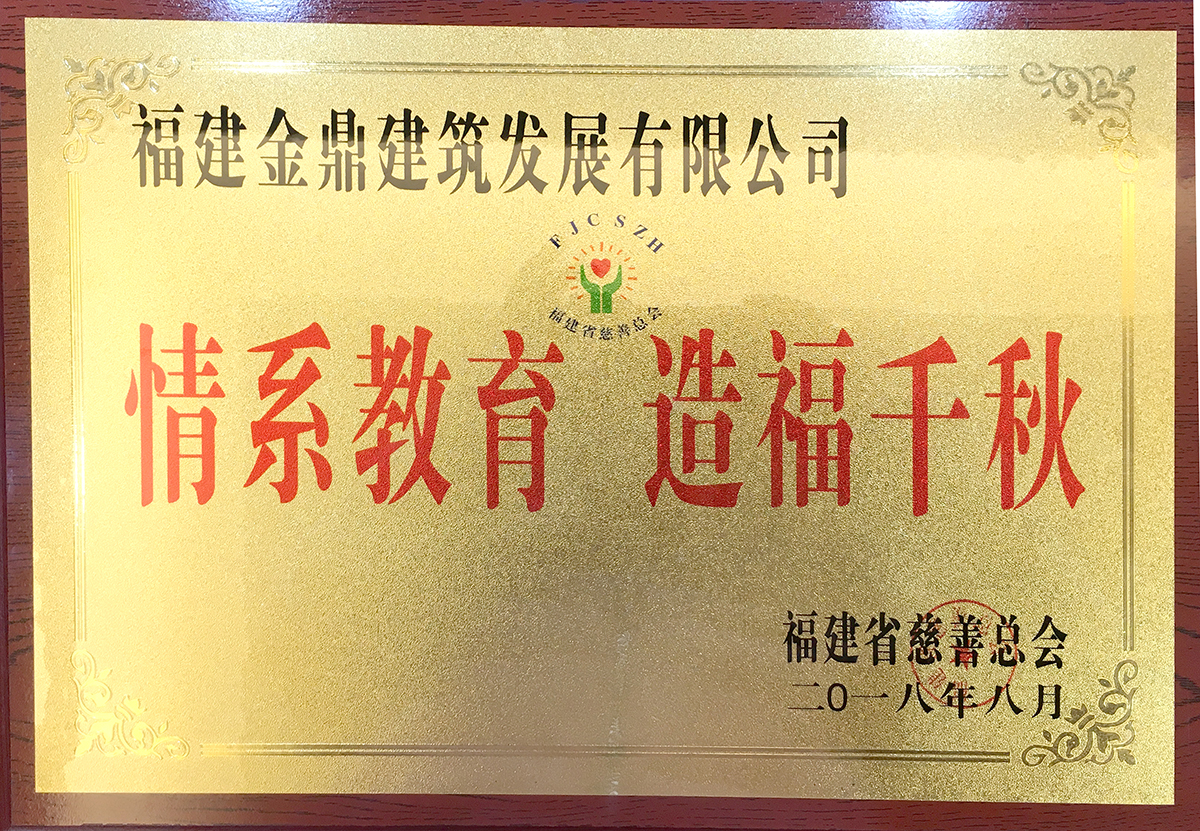 福建金鼎建筑发展有限公司
FJCSZH
福建省慈善总会
情系教育 造福千秋
福建省慈善总会
二0一八年八月